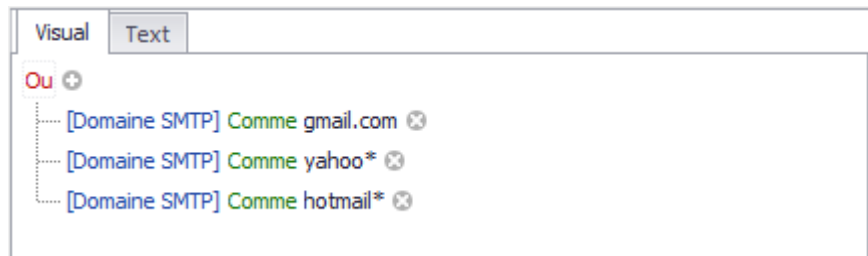 Visual Text
Ou
[Domaine SMTP] Comme gmail.com
[Domaine SMTP] Comme yahoo*
[Domaine SMTP] Comme hotmail*